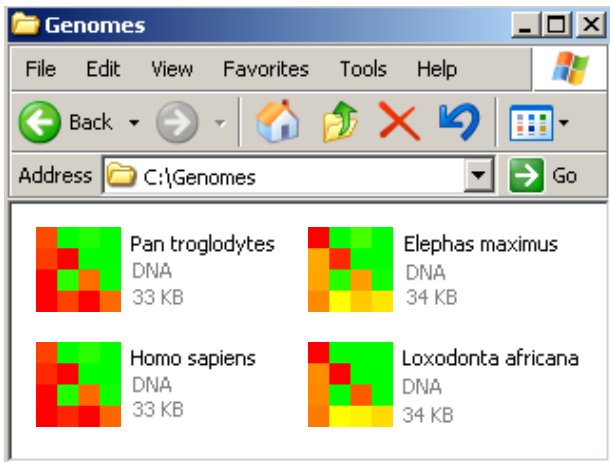 Genomes
File Edit View Favorites Tools Help
Back
Address C:\Genomes Go
Pan troglodytes
DNA
33 KB
Elephas maximus
DNA
34 KB
Homo sapiens
DNA
33 KB
Loxodonta africana
DNA
34 KB